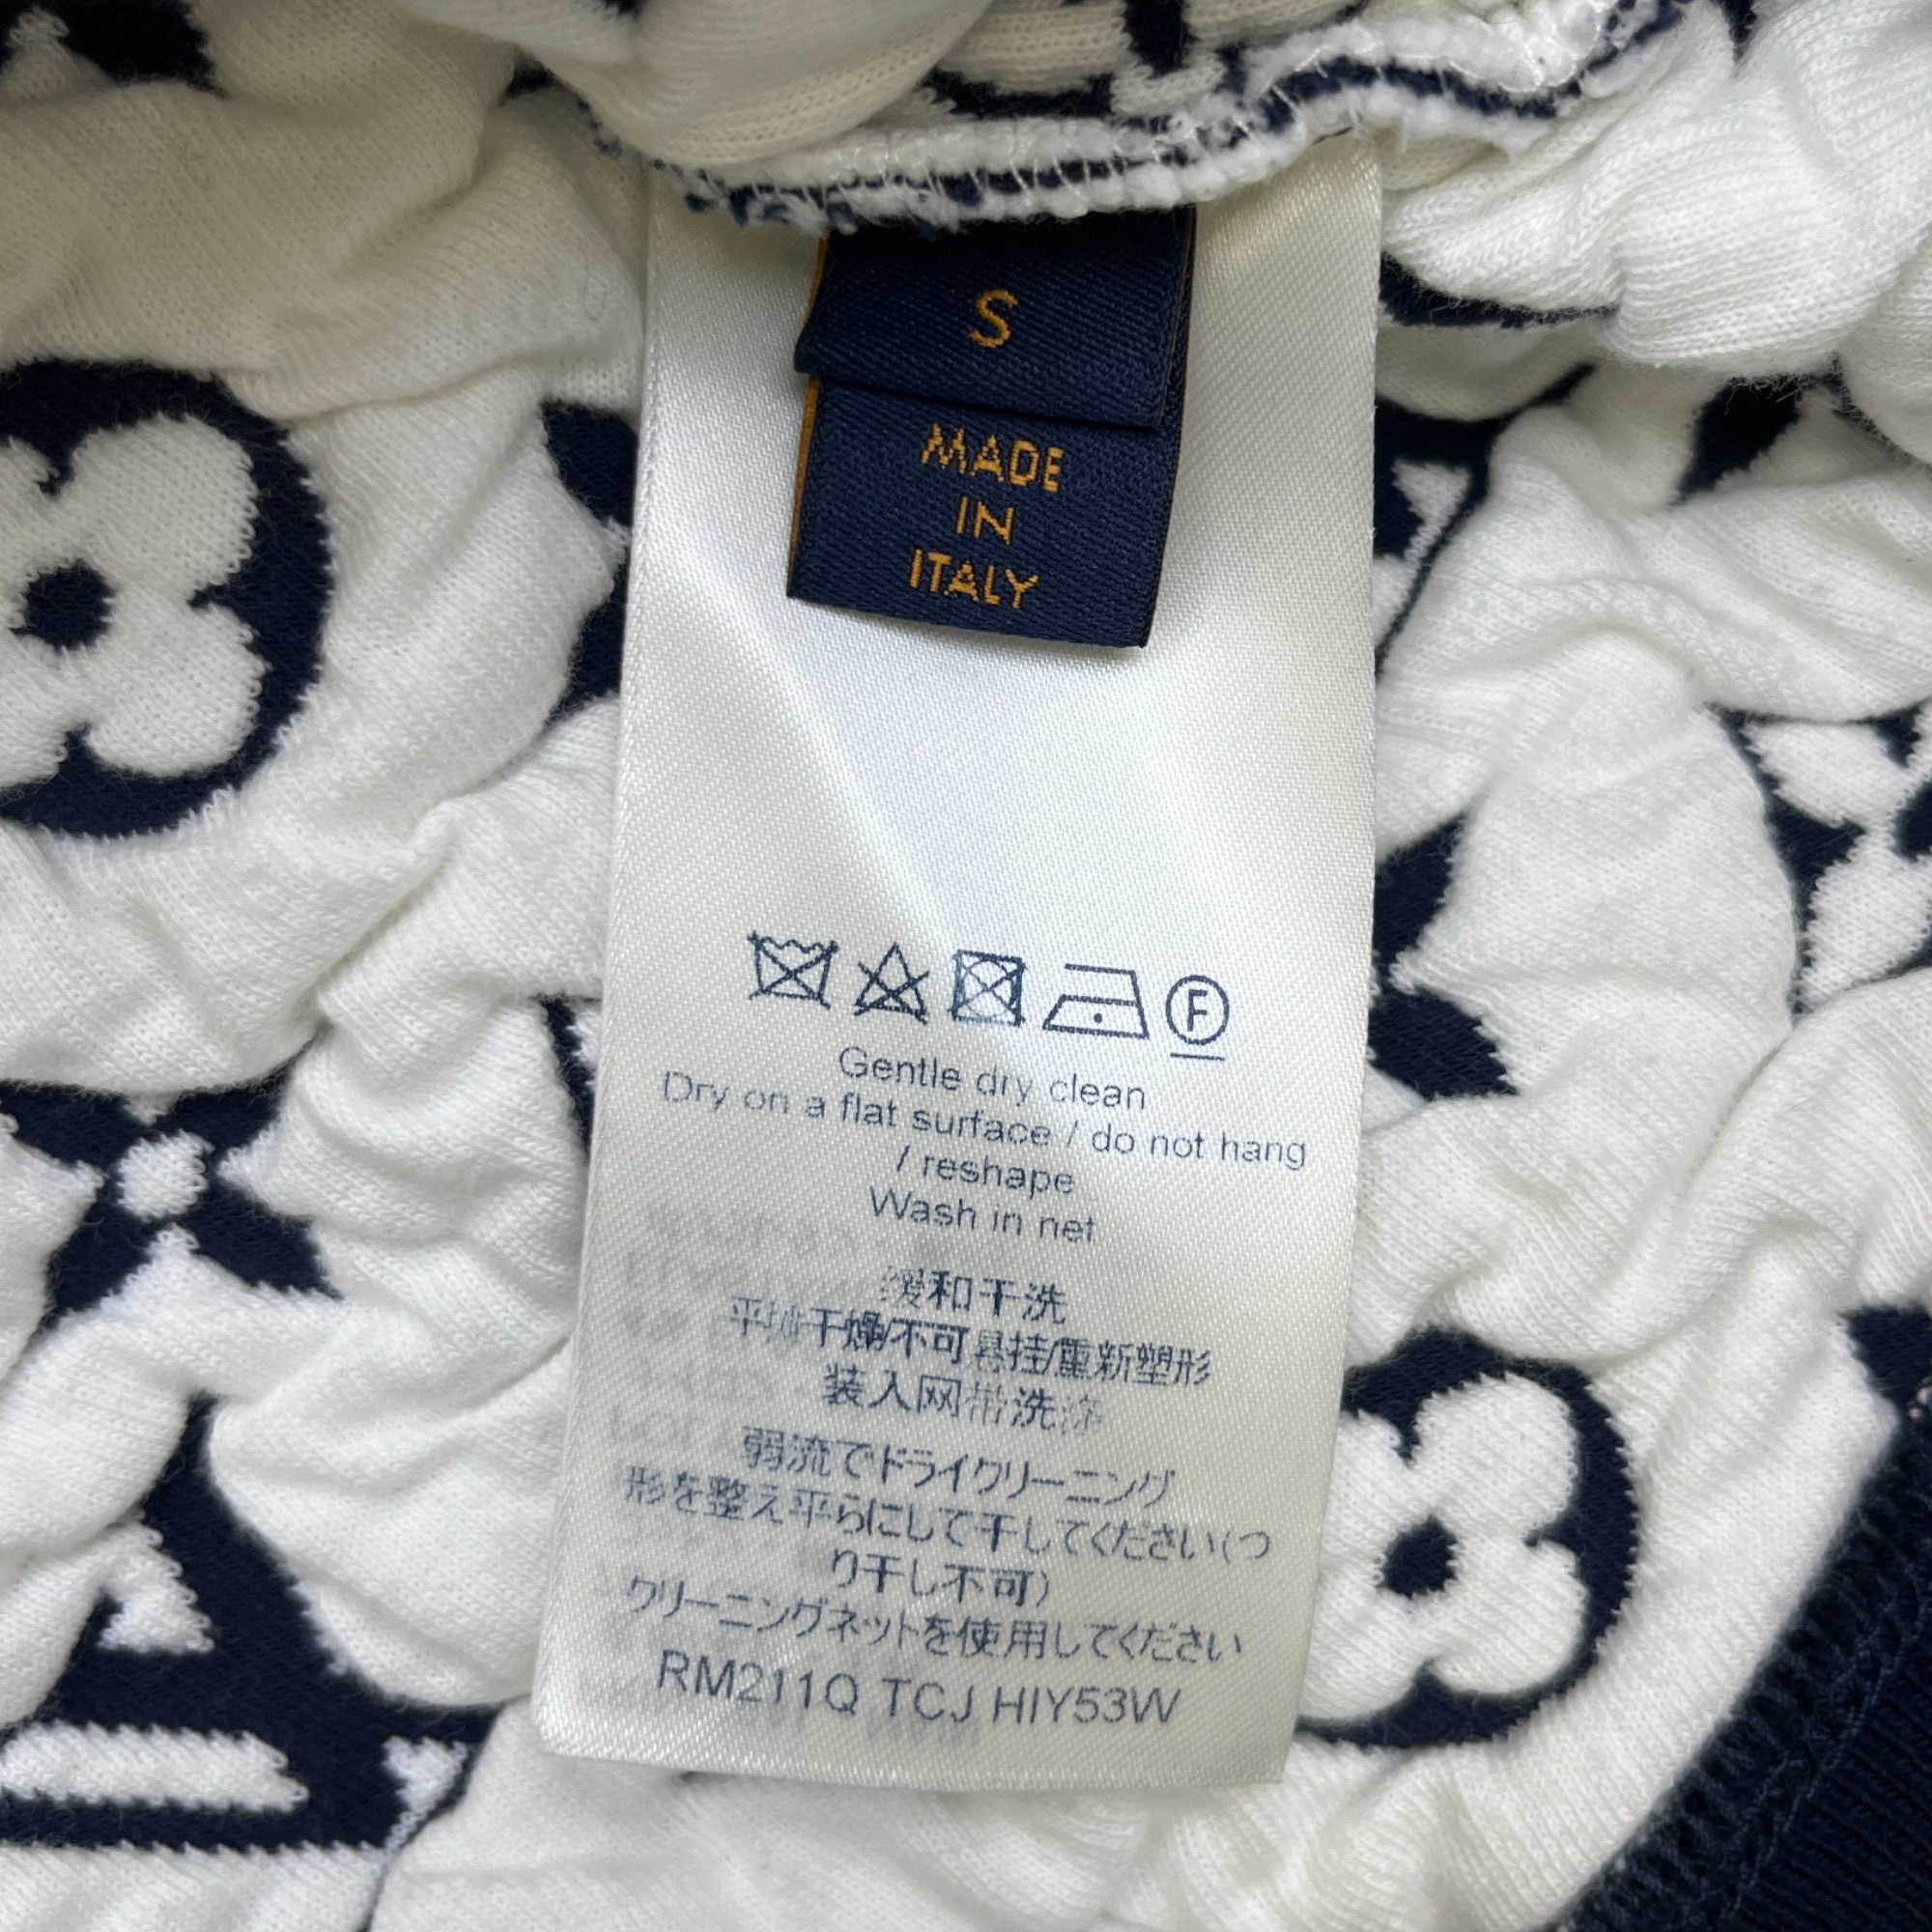 S
MADE
IN
ITALY
F
Gentle dry clean
Dry on a flat surface / do not hang
/ reshape
Wash in net
缓和干洗
平坦干燥/不可悬挂/重新塑形
装入网带洗涤
弱流でドライクリーニング
形を整え平らにして干してください(つ
り干し不可)
クリーニングネットを使用してください
RM211Q TCJ HIY53W